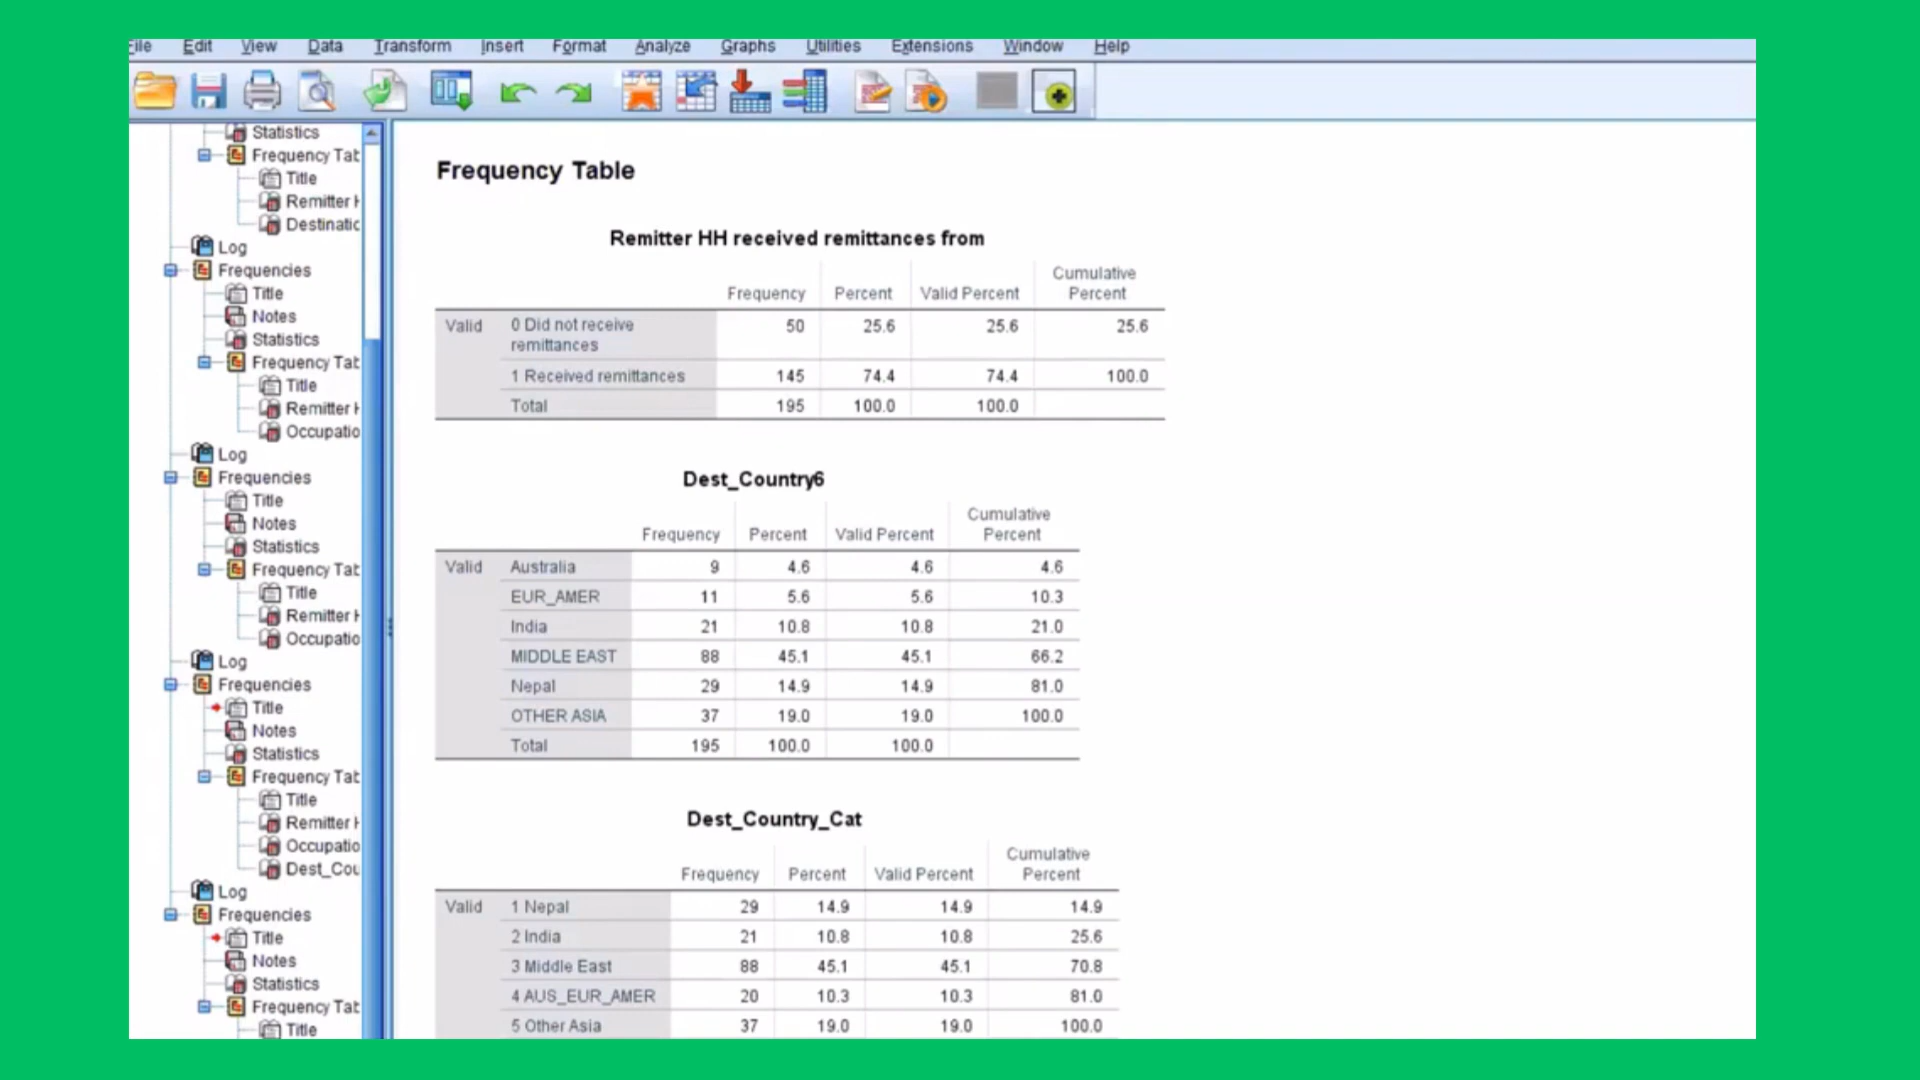 File Edit View Data Transform Insert Format Analyze Graphs Utilities Extensions Window Help
Statistics
Frequency Tab
Title
Remitter H
Destinatic
Log
Frequencies
Title
Notes
Statistics
Frequency Tab
Title
Remitter H
Occupatio
Log
Frequencies
Title
Notes
Statistics
Frequency Tab
Title
Remitter H
Occupatio
Log
Frequencies
Title
Notes
Statistics
Frequency Tab
Title
Remitter H
Occupatio
Dest_Cou
Log
Frequencies
Title
Notes
Statistics
Frequency Tab
Title
Frequency Table
Remitter HH received remittances from
Cumulative
Frequency Percent Valid Percent Percent
Valid 0 Did not receive 50 25.6 25.6 25.6
remittances
1 Received remittances 145 74.4 74.4 100.0
Total 195 100.0 100.0
Dest_Country6
Cumulative
Frequency Percent Valid Percent Percent
Valid Australia 9 4.6 4.6 4.6
EUR_AMER 11 5.6 5.6 10.3
India 21 10.8 10.8 21.0
MIDDLE EAST 88 45.1 45.1 66.2
Nepal 29 14.9 14.9 81.0
OTHER ASIA 37 19.0 19.0 100.0
Total 195 100.0 100.0
Dest_Country_Cat
Cumulative
Frequency Percent Valid Percent Percent
Valid 1 Nepal 29 14.9 14.9 14.9
2 India 21 10.8 10.8 25.6
3 Middle East 88 45.1 45.1 70.8
4 AUS_EUR_AMER 20 10.3 10.3 81.0
5 Other Asia 37 19.0 19.0 100.0